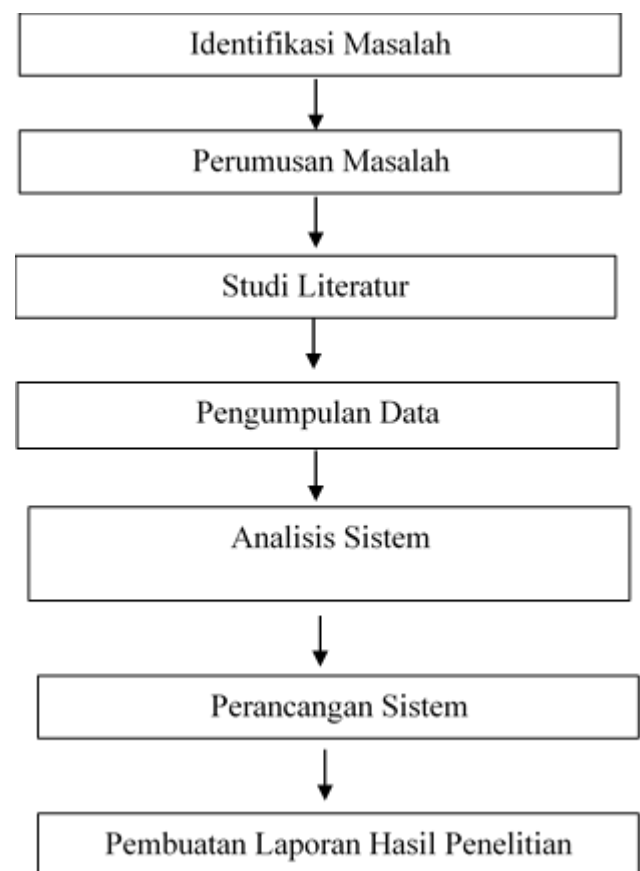 Identifikasi Masalah
Perumusan Masalah
Studi Literatur
Pengumpulan Data
Analisis Sistem
Perancangan Sistem
Pembuatan Laporan Hasil Penelitian